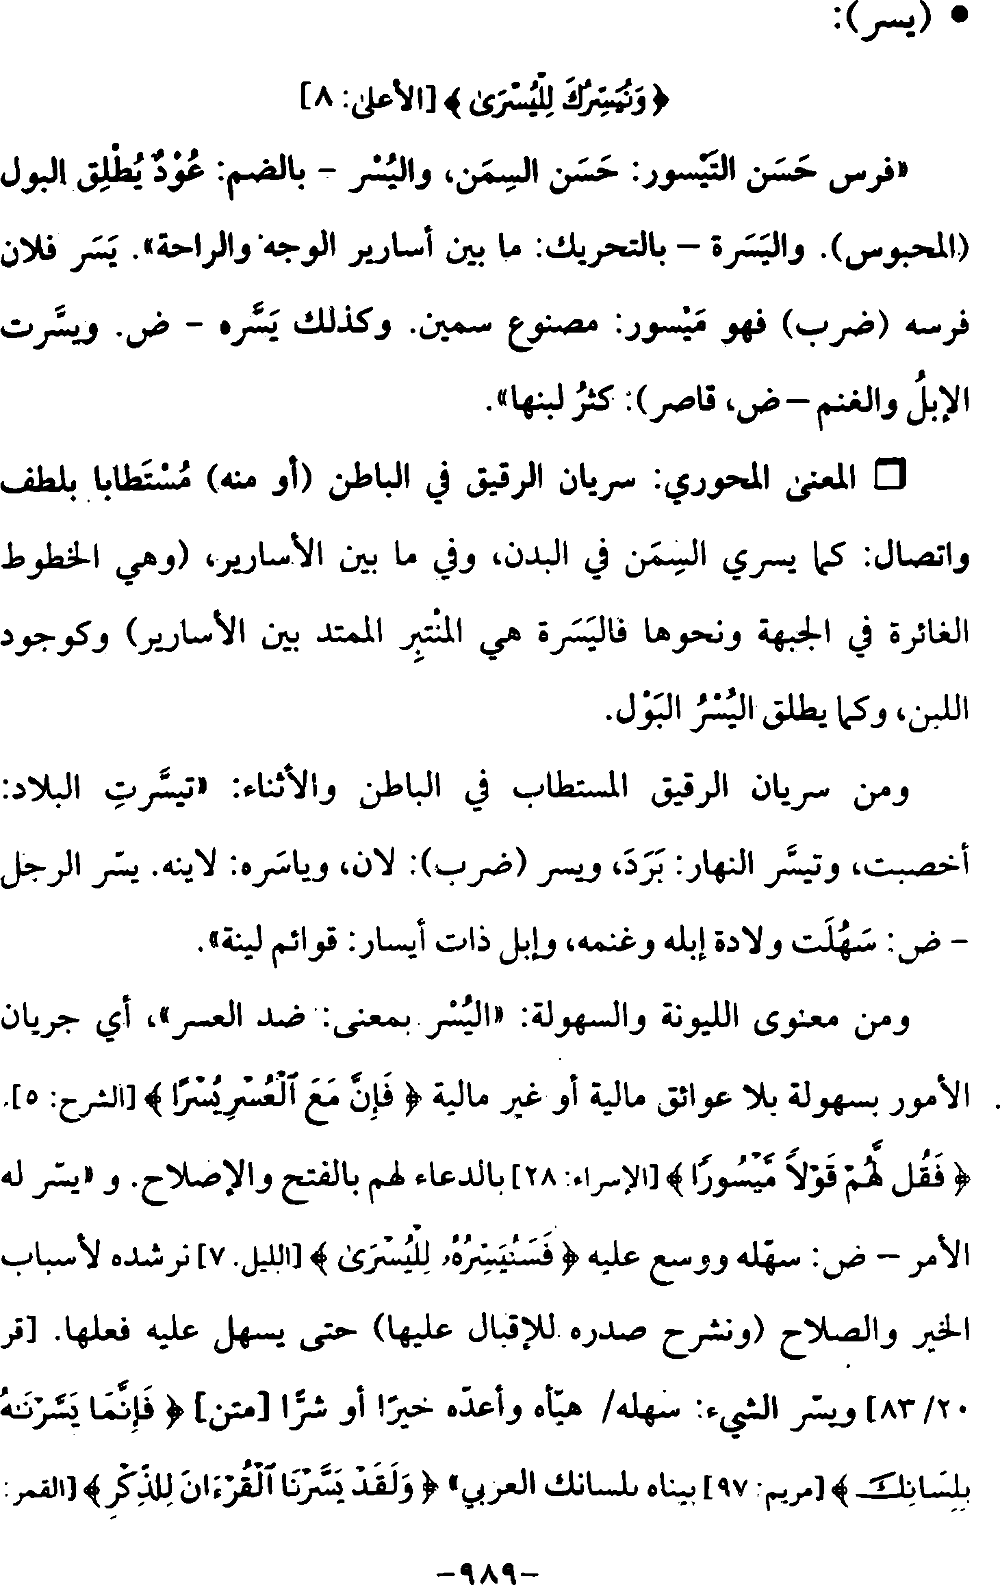 • (يسر):
﴿ وَنُيَسِّرُكَ لِلْيُسْرَىٰ ﴾ [الأعلىٰ: ٨]
«فرس حَسَن التَيْسور: حَسَن السِمَن، واليُسْر – بالضم: عُوْدٌ يُطْلِق البول
(المحبوس). واليَسَرة – بالتحريك: ما بين أسارير الوجه والراحة». يَسَر فلان
فرسه (ضرب) فهو مَيْسور: مصنوع سمين. وكذلك يَسَّره – ض. ويسَّرت
الإبلُ والغنم – ض، قاصر): كثرُ لبنها».
□ المعنىٰ المحوري: سريان الرقيق في الباطن (أو منه) مُسْتَطابا بلطف
واتصال: كما يسري السِمَن في البدن، وفي ما بين الأسارير، (وهي الخطوط
الغائرة في الجبهة ونحوها فاليَسَرة هي المنْتبِر الممتد بين الأسارير) وكوجود
اللبن، وكما يطلق اليُسْرُ البَوْل.
ومن سريان الرقيق المستطاب في الباطن والأثناء: «تيسَّرتِ البلاد:
أخصبت، وتيسَّر النهار: بَرَدَ، ويسر (ضرب): لان، وياسَره: لاينه. يسّر الرجل
– ض: سَهُلَت ولادة إبله وغنمه، وإبل ذات أيسار: قوائم لينة».
ومن معنوى الليونة والسهولة: «اليُسْر بمعنى: ضد العسر»، أي جريان
الأمور بسهولة بلا عوائق مالية أو غير مالية ﴿ فَإِنَّ مَعَ ٱلْعُسْرِ يُسْرًا ﴾ [الشرح: ٥].
﴿ فَقُل لَّهُمْ قَوْلاً مَّيْسُورًا ﴾ [الإسراء: ٢٨] بالدعاء لهم بالفتح والإصلاح. و «يسّر له
الأمر – ض: سهّله ووسع عليه ﴿ فَسَنُيَسِّرُهُۥ لِلْيُسْرَىٰ ﴾ [الليل. ٧] نرشده لأسباب
الخير والصلاح (ونشرح صدره للإقبال عليها) حتى يسهل عليه فعلها. [قر
٢٠/ ٨٣] ويسّر الشيء: سهله/ هيّأه وأعدّه خيرًا أو شرًّا [متن] ﴿ فَإِنَّمَا يَسَّرْنَـٰهُ
بِلِسَانِكَ ﴾ [مريم: ٩٧] بيناه بلسانك العربي» ﴿ وَلَقَدْ يَسَّرْنَا ٱلْقُرْءَانَ لِلذِّكْرِ ﴾ [القمر:
-٩٨٩-